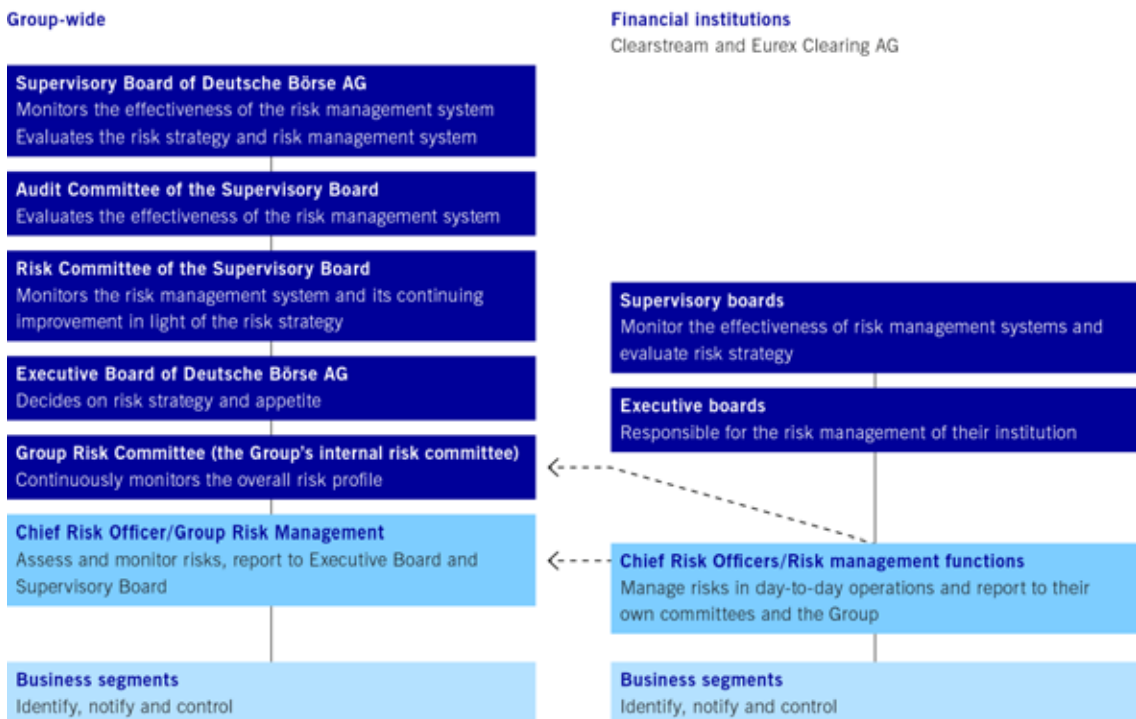 Group-wide
Supervisory Board of Deutsche Börse AG
Monitors the effectiveness of the risk management system
Evaluates the risk strategy and risk management system
Audit Committee of the Supervisory Board
Evaluates the effectiveness of the risk management system
Risk Committee of the Supervisory Board
Monitors the risk management system and its continuing
improvement in light of the risk strategy
Executive Board of Deutsche Börse AG
Decides on risk strategy and appetite
Group Risk Committee (the Group's internal risk committee)
Continuously monitors the overall risk profile
Chief Risk Officer/Group Risk Management
Assess and monitor risks, report to Executive Board and
Supervisory Board
Business segments
Identify, notify and control
Financial institutions
Clearstream and Eurex Clearing AG
Supervisory boards
Monitor the effectiveness of risk management systems and
evaluate risk strategy
Executive boards
Responsible for the risk management of their institution
Chief Risk Officers/Risk management functions
Manage risks in day-to-day operations and report to their
own committees and the Group
Business segments
Identify, notify and control